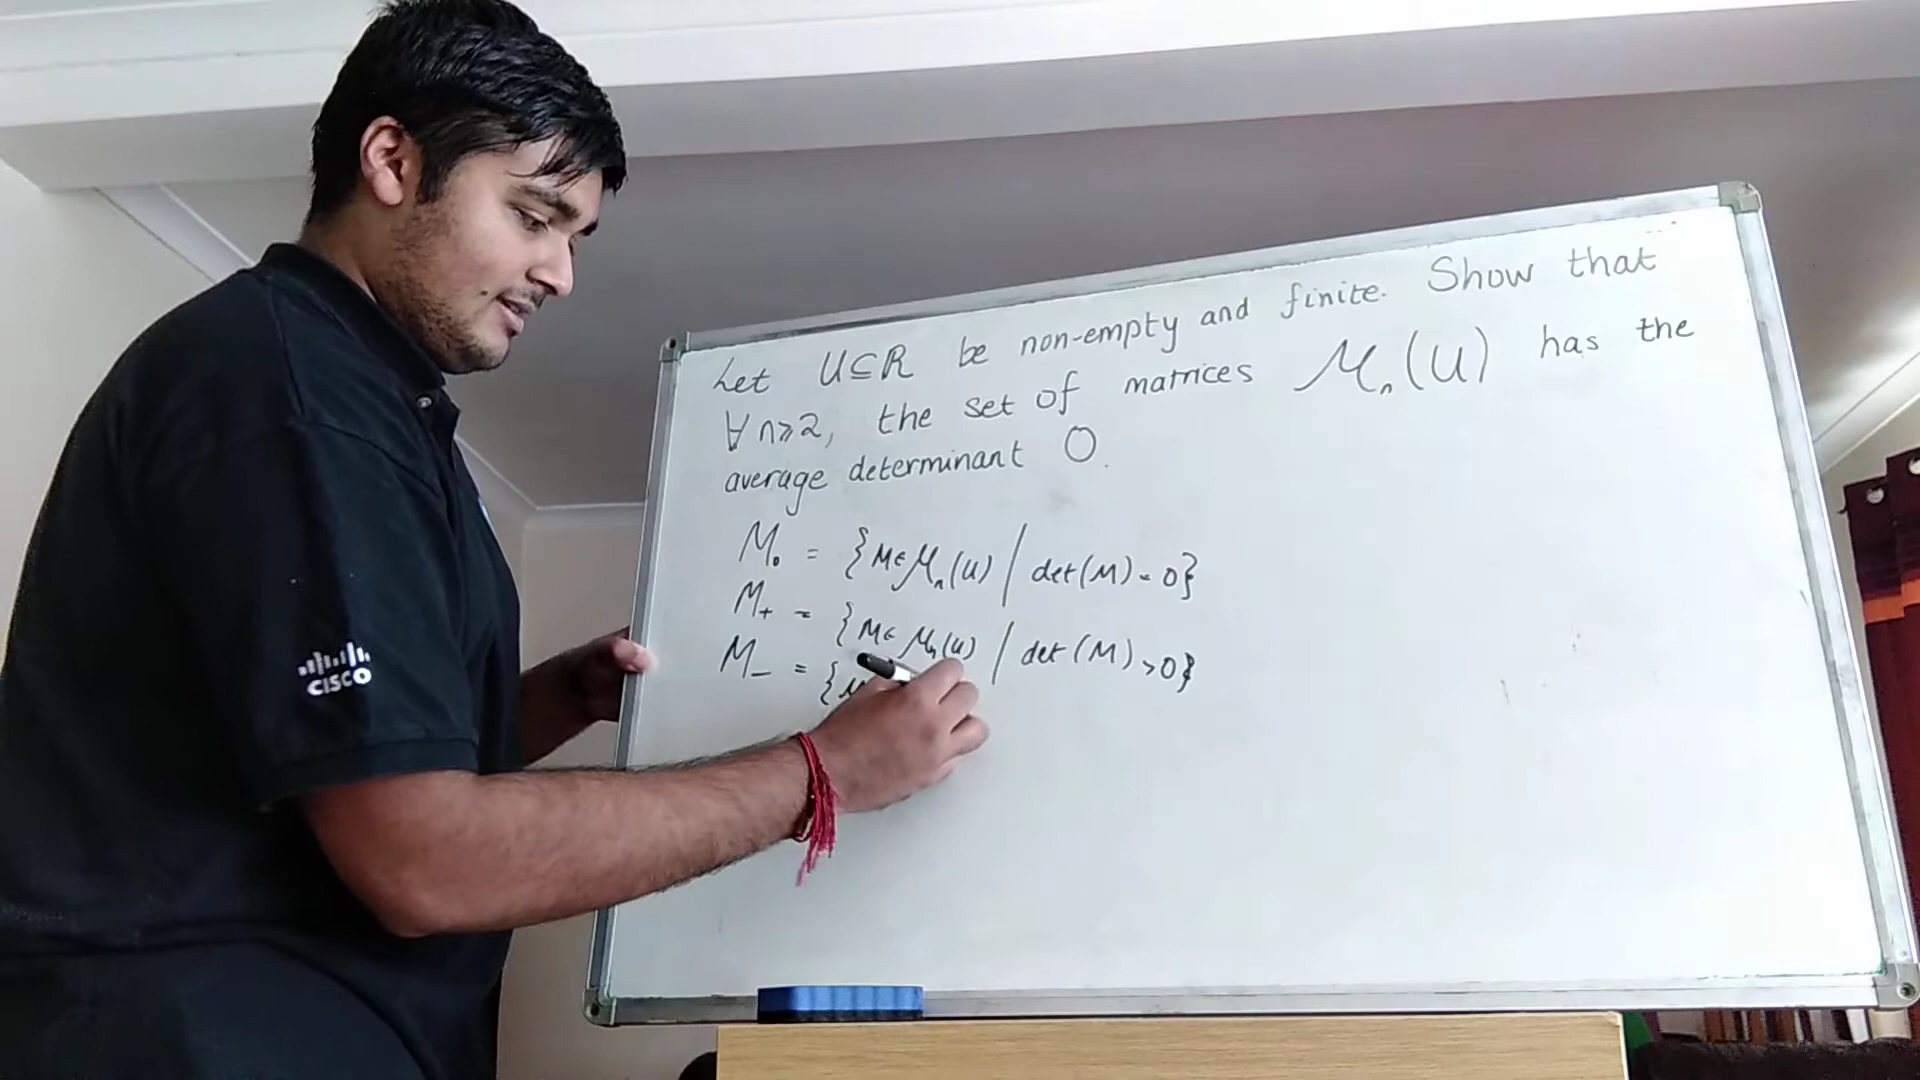 Let U⊆R be non-empty and finite. Show that
∀ n⩾2, the set of matrices Mₙ(U) has the
average determinant 0.
M₀ = {M∈Mₙ(U) | det(M) = 0}
M₊ = {M∈Mₙ(U) | det(M) > 0}
M₋ = {M
CISCO